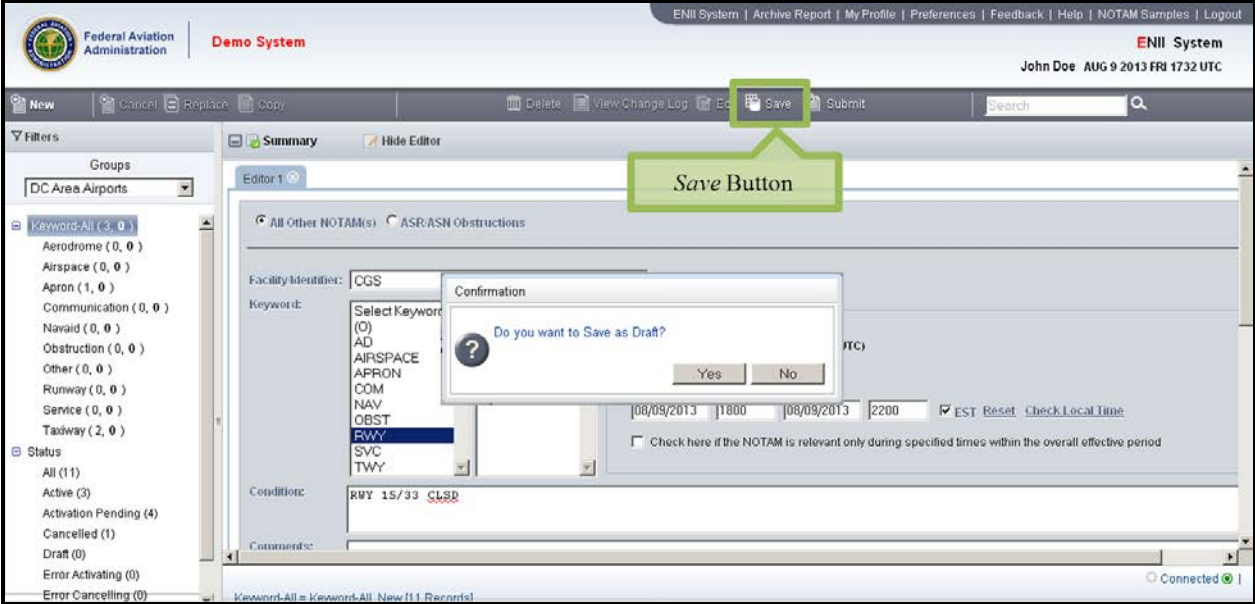 ENII System | Archive Report | My Profile | Preferences | Feedback | Help | NOTAM Samples | Logout
Federal Aviation
Administration
Demo System
ENII System
John Doe AUG 9 2013 FRI 1732 UTC
New Cancel Replace Copy Delete View Change Log Save Submit Search
Filters
Summary Hide Editor
Groups
DC Area Airports
Editor 1
Save Button
Keyword-All ( 3, 0 )
Aerodrome ( 0, 0 )
Airspace ( 0, 0 )
Apron ( 1, 0 )
Communication ( 0, 0 )
Navaid ( 0, 0 )
Obstruction ( 0, 0 )
Other ( 0, 0 )
Runway ( 0, 0 )
Service ( 0, 0 )
Taxiway ( 2, 0 )
Status
All (11)
Active (3)
Activation Pending (4)
Cancelled (1)
Draft (0)
Error Activating (0)
Error Cancelling (0)
All Other NOTAM(s) ASR/ASN Obstructions
Facility/Identifier: CGS
Keyword:
Select Keyword
(O)
AD
AIRSPACE
APRON
COM
NAV
OBST
RWY
SVC
TWY
Confirmation
Do you want to Save as Draft?
Yes No
UTC)
08/09/2013 1800 08/09/2013 2200 EST Reset Check Local Time
Check here if the NOTAM is relevant only during specified times within the overall effective period
Condition: RWY 15/33 CLSD
Comments:
Connected
Keyword-All = Keyword-All, New [11 Records]